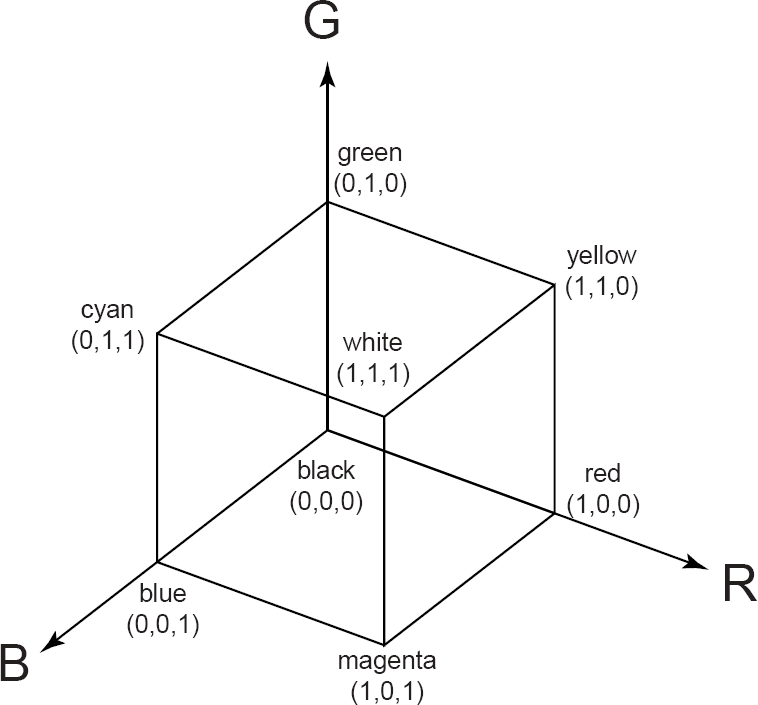 G
green
(0,1,0)
yellow
(1,1,0)
cyan
(0,1,1)
white
(1,1,1)
black
(0,0,0)
red
(1,0,0)
R
blue
(0,0,1)
B
magenta
(1,0,1)